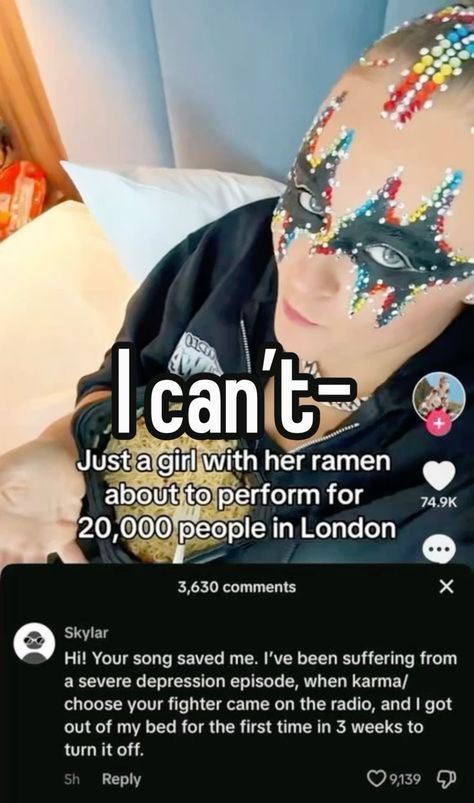 I can't-
Just a girl with her ramen
about to perform for
20,000 people in London
74.9K
3,630 comments
Skylar
Hi! Your song saved me. I've been suffering from
a severe depression episode, when karma/
choose your fighter came on the radio, and I got
out of my bed for the first time in 3 weeks to
turn it off.
5h Reply 9,139